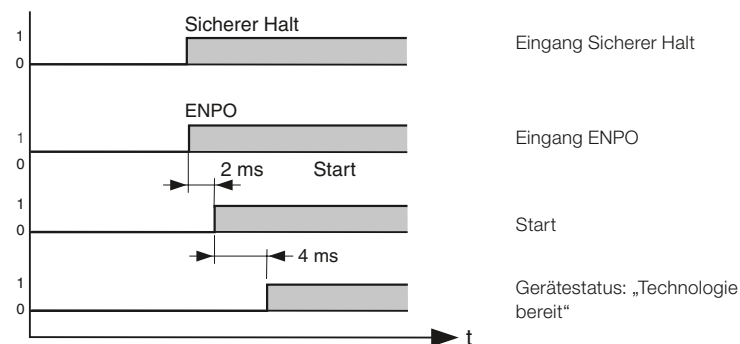 Sicherer Halt
1
0
Eingang Sicherer Halt
ENPO
1
0
Eingang ENPO
2 ms
Start
1
0
Start
4 ms
1
0
Gerätestatus: „Technologie
bereit“
t